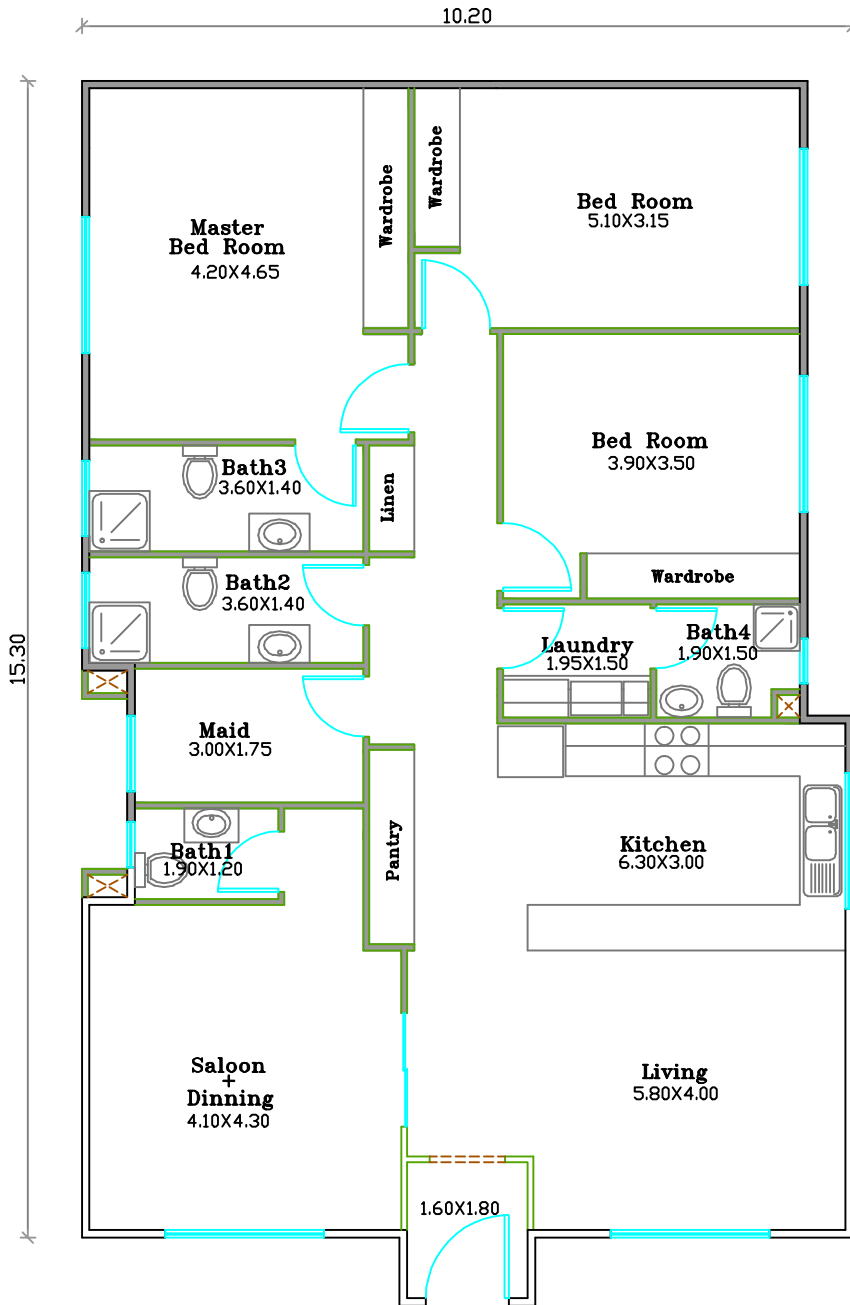 10.20
15.30
Master
Bed Room
4.20X4.65
Wardrobe
Wardrobe
Bed Room
5.10X3.15
Bed Room
3.90X3.50
Wardrobe
Bath3
3.60X1.40
Linen
Bath2
3.60X1.40
Laundry
1.95X1.50
Bath4
1.90X1.50
Maid
3.00X1.75
Bath1
1.90X1.20
Pantry
Kitchen
6.30X3.00
Saloon
+
Dinning
4.10X4.30
Living
5.80X4.00
1.60X1.80